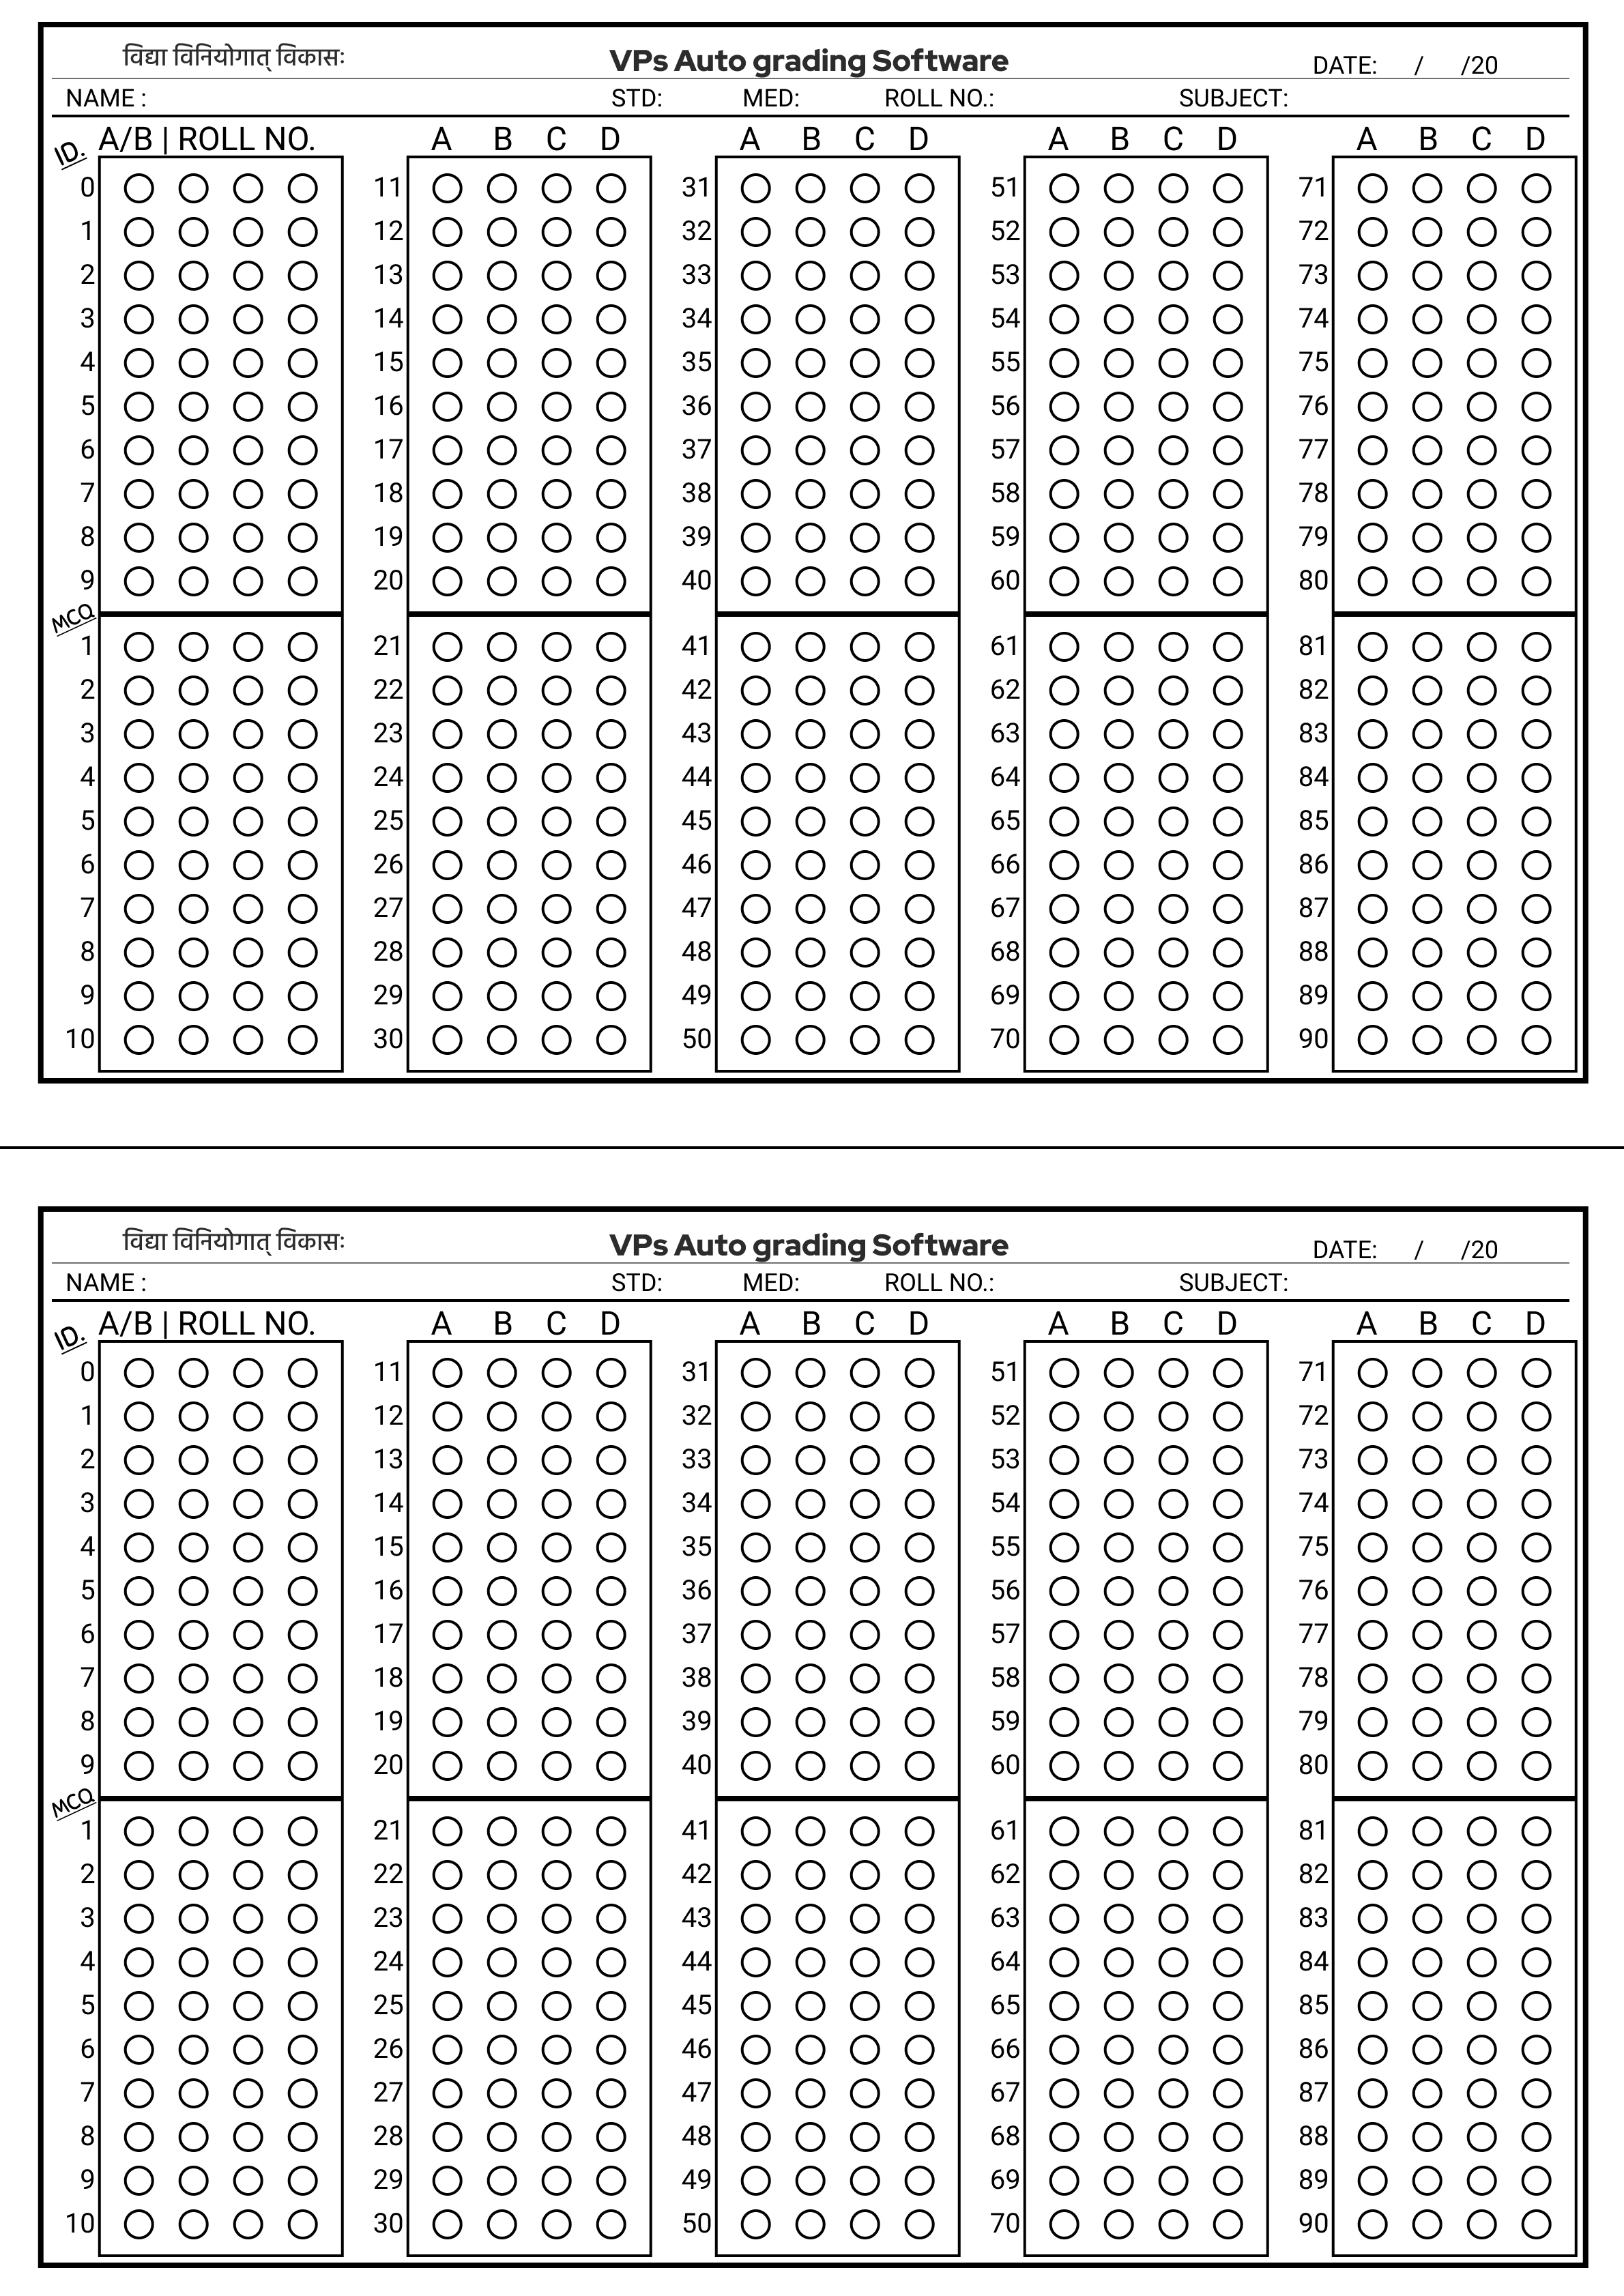 विद्या विनियोगात् विकासः VPs Auto grading Software DATE: / /20
NAME : STD: MED: ROLL NO.: SUBJECT:
ID. A/B | ROLL NO. A B C D A B C D A B C D A B C D
0 11 31 51 71
1 12 32 52 72
2 13 33 53 73
3 14 34 54 74
4 15 35 55 75
5 16 36 56 76
6 17 37 57 77
7 18 38 58 78
8 19 39 59 79
9 20 40 60 80
MCQ
1 21 41 61 81
2 22 42 62 82
3 23 43 63 83
4 24 44 64 84
5 25 45 65 85
6 26 46 66 86
7 27 47 67 87
8 28 48 68 88
9 29 49 69 89
10 30 50 70 90
विद्या विनियोगात् विकासः VPs Auto grading Software DATE: / /20
NAME : STD: MED: ROLL NO.: SUBJECT:
ID. A/B | ROLL NO. A B C D A B C D A B C D A B C D
0 11 31 51 71
1 12 32 52 72
2 13 33 53 73
3 14 34 54 74
4 15 35 55 75
5 16 36 56 76
6 17 37 57 77
7 18 38 58 78
8 19 39 59 79
9 20 40 60 80
MCQ
1 21 41 61 81
2 22 42 62 82
3 23 43 63 83
4 24 44 64 84
5 25 45 65 85
6 26 46 66 86
7 27 47 67 87
8 28 48 68 88
9 29 49 69 89
10 30 50 70 90